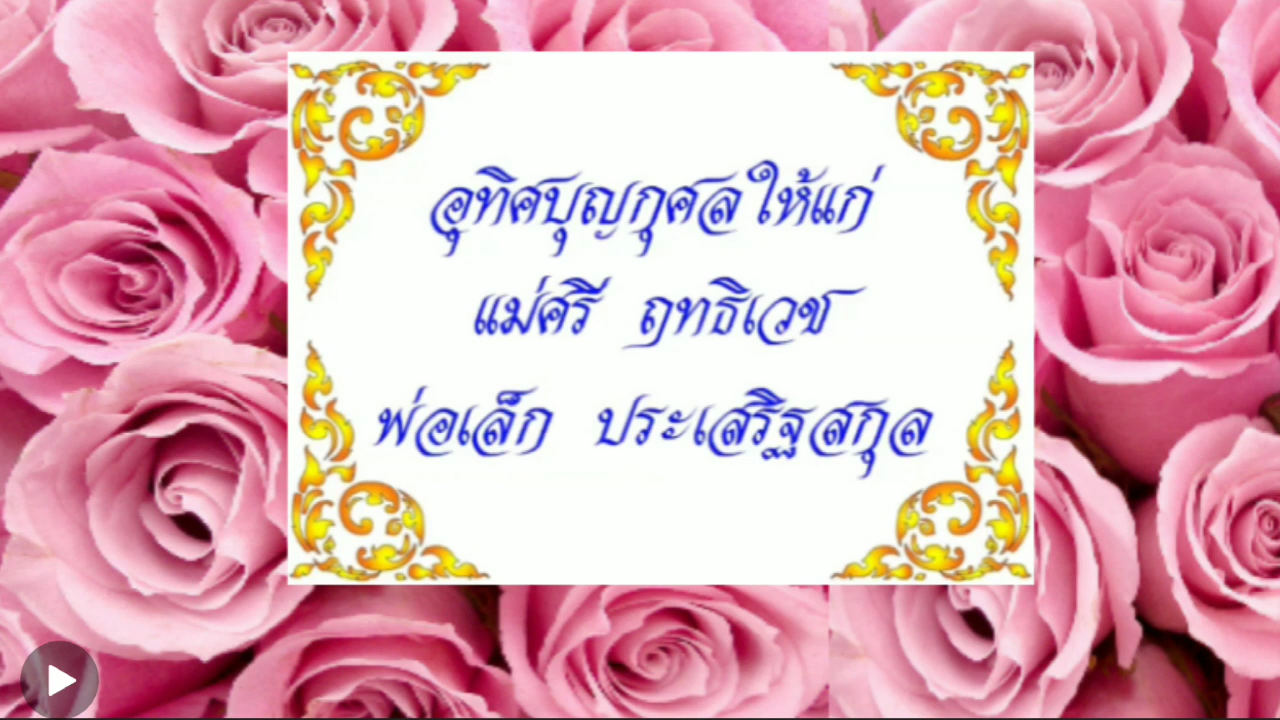 อุทิศบุญกุศลให้แก่
แม่ศรี ฤทธิเวช
พ่อเล็ก ประเสริฐสกุล